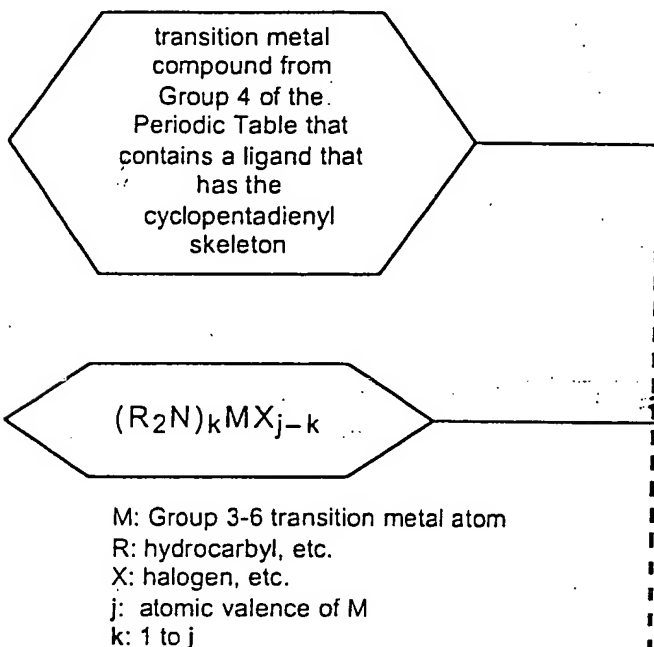 transition metal
compound from
Group 4 of the
Periodic Table that
contains a ligand that
has the
cyclopentadienyl
skeleton
(R₂N)ₖMXⱼ₋ₖ
M: Group 3-6 transition metal atom
R: hydrocarbyl, etc.
X: halogen, etc.
j: atomic valence of M
k: 1 to j